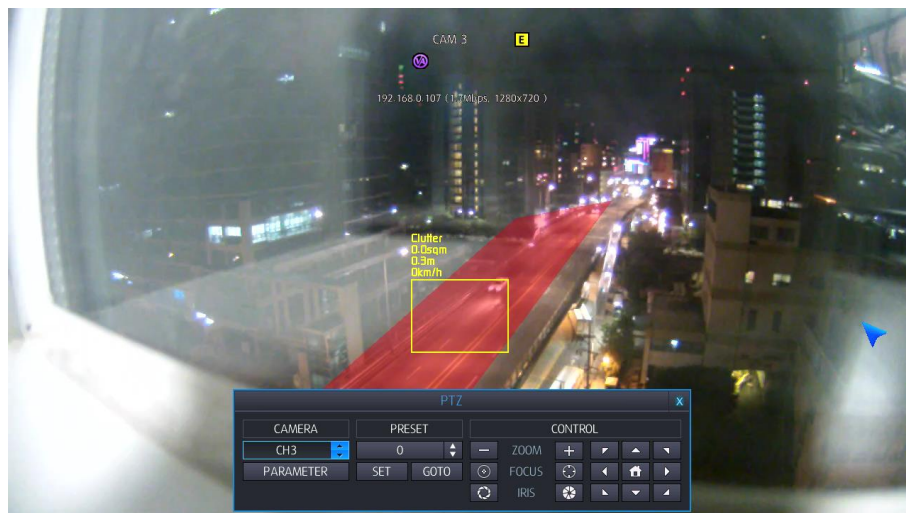 CAM 3
E
VA
192.168.0.107 (1.7Mbps, 1280x720 )
Clutter
0.0sqm
0.3m
0km/h
PTZ
X
CAMERA PRESET CONTROL
CH3 0 ZOOM
PARAMETER SET GOTO FOCUS
IRIS